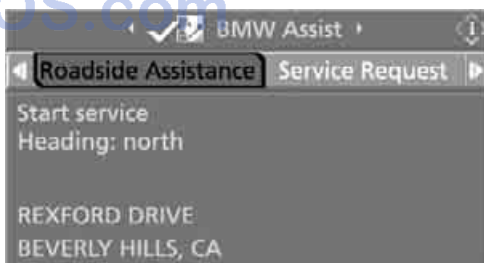 BMW Assist
Roadside Assistance Service Request
Start service
Heading: north
REXFORD DRIVE
BEVERLY HILLS, CA